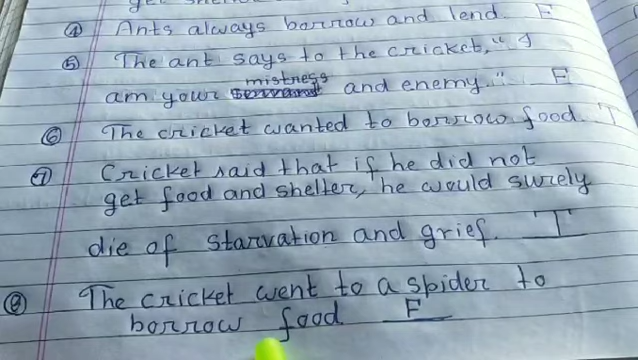 ④ Ants always borrow and lend. F
⑤ The ant says to the cricket, "I
mistress
am your and enemy." F
⑥ The cricket wanted to borrow food. T
⑦ Cricket said that if he did not
get food and shelter, he would surely
die of starvation and grief. T
⑧ The cricket went to a spider to
borrow food F